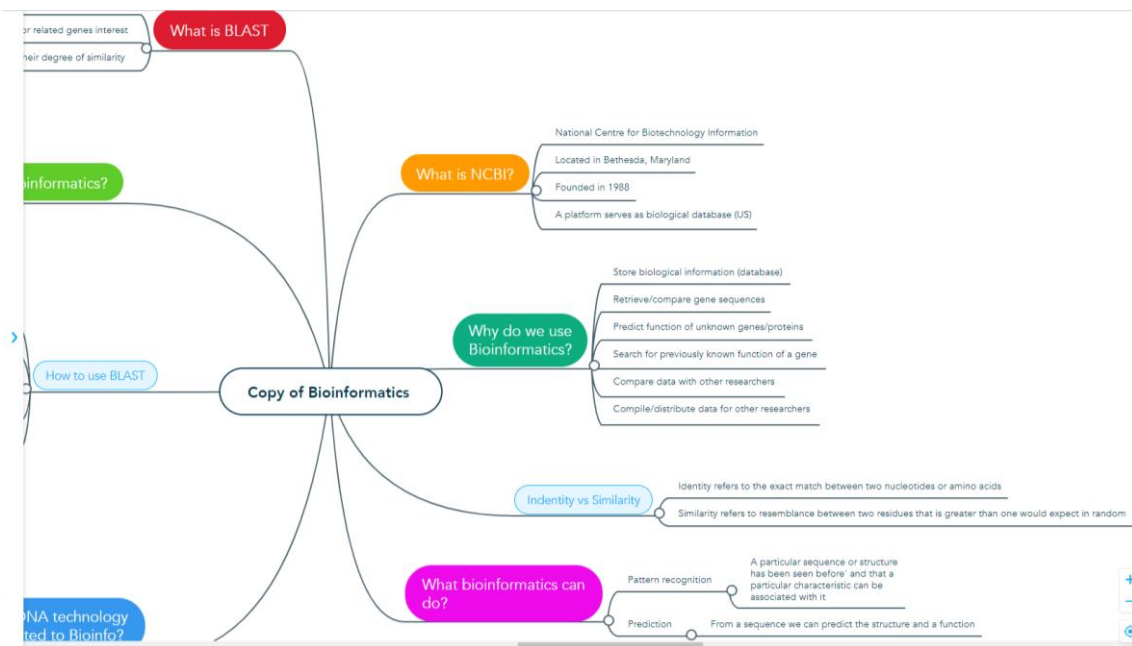 or related genes interest
their degree of similarity
What is BLAST
National Centre for Biotechnology Information
Located in Bethesda, Maryland
Founded in 1988
A platform serves as biological database (US)
What is NCBI?
oinformatics?
Store biological information (database)
Retrieve/compare gene sequences
Predict function of unknown genes/proteins
Search for previously known function of a gene
Compare data with other researchers
Compile/distribute data for other researchers
Why do we use
Bioinformatics?
How to use BLAST
Copy of Bioinformatics
Indentity vs Similarity
Identity refers to the exact match between two nucleotides or amino acids
Similarity refers to resemblance between two residues that is greater than one would expect in random
What bioinformatics can
do?
Pattern recognition
A particular sequence or structure
has been seen before' and that a
particular characteristic can be
associated with it
Prediction
From a sequence we can predict the structure and a function
DNA technology
ted to Bioinfo?